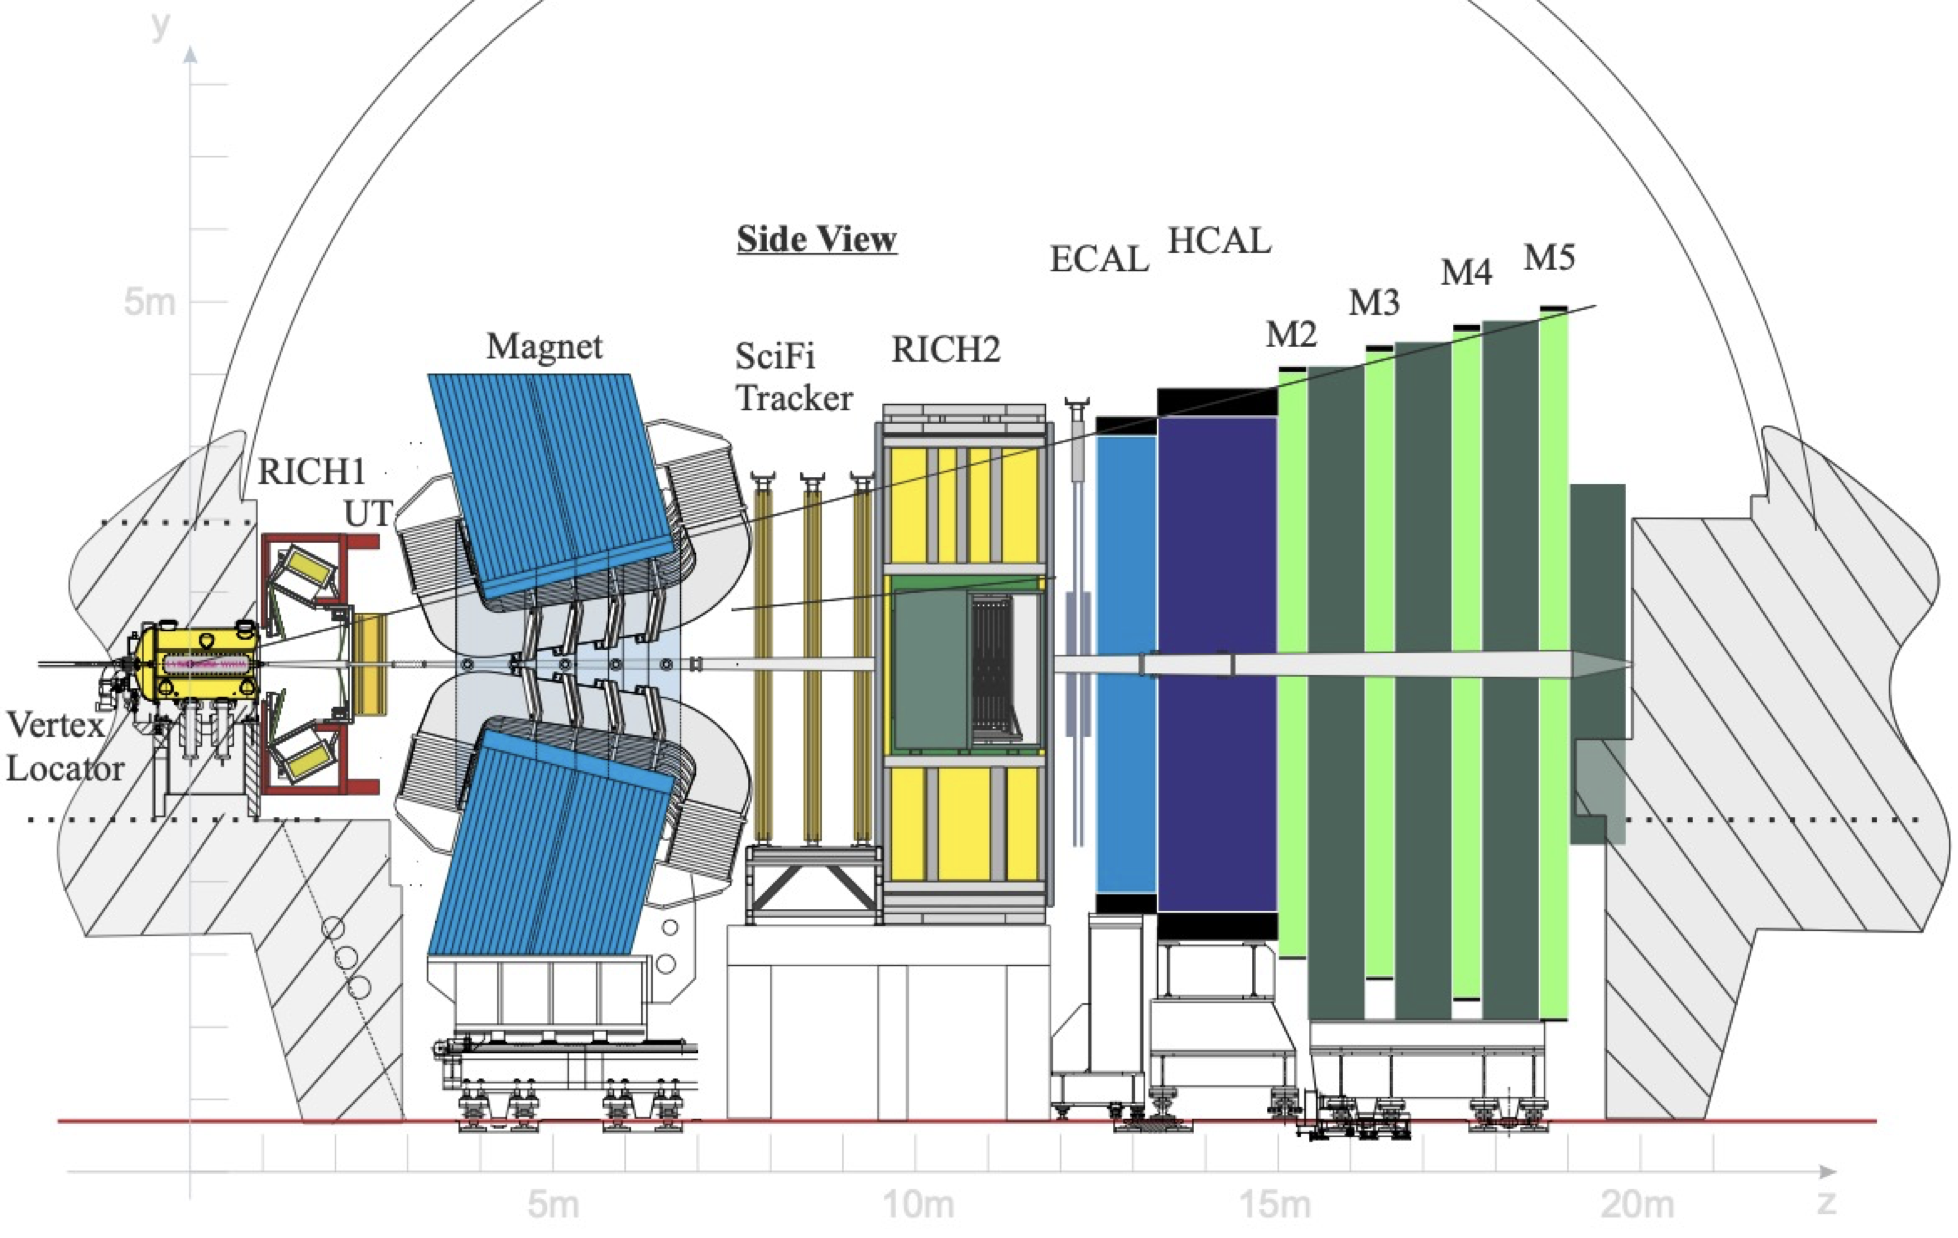 y
5m
Side View
ECAL
HCAL
M2
M3
M4
M5
Magnet
SciFi
Tracker
RICH2
RICH1
UT
Vertex
Locator
5m
10m
15m
20m
z